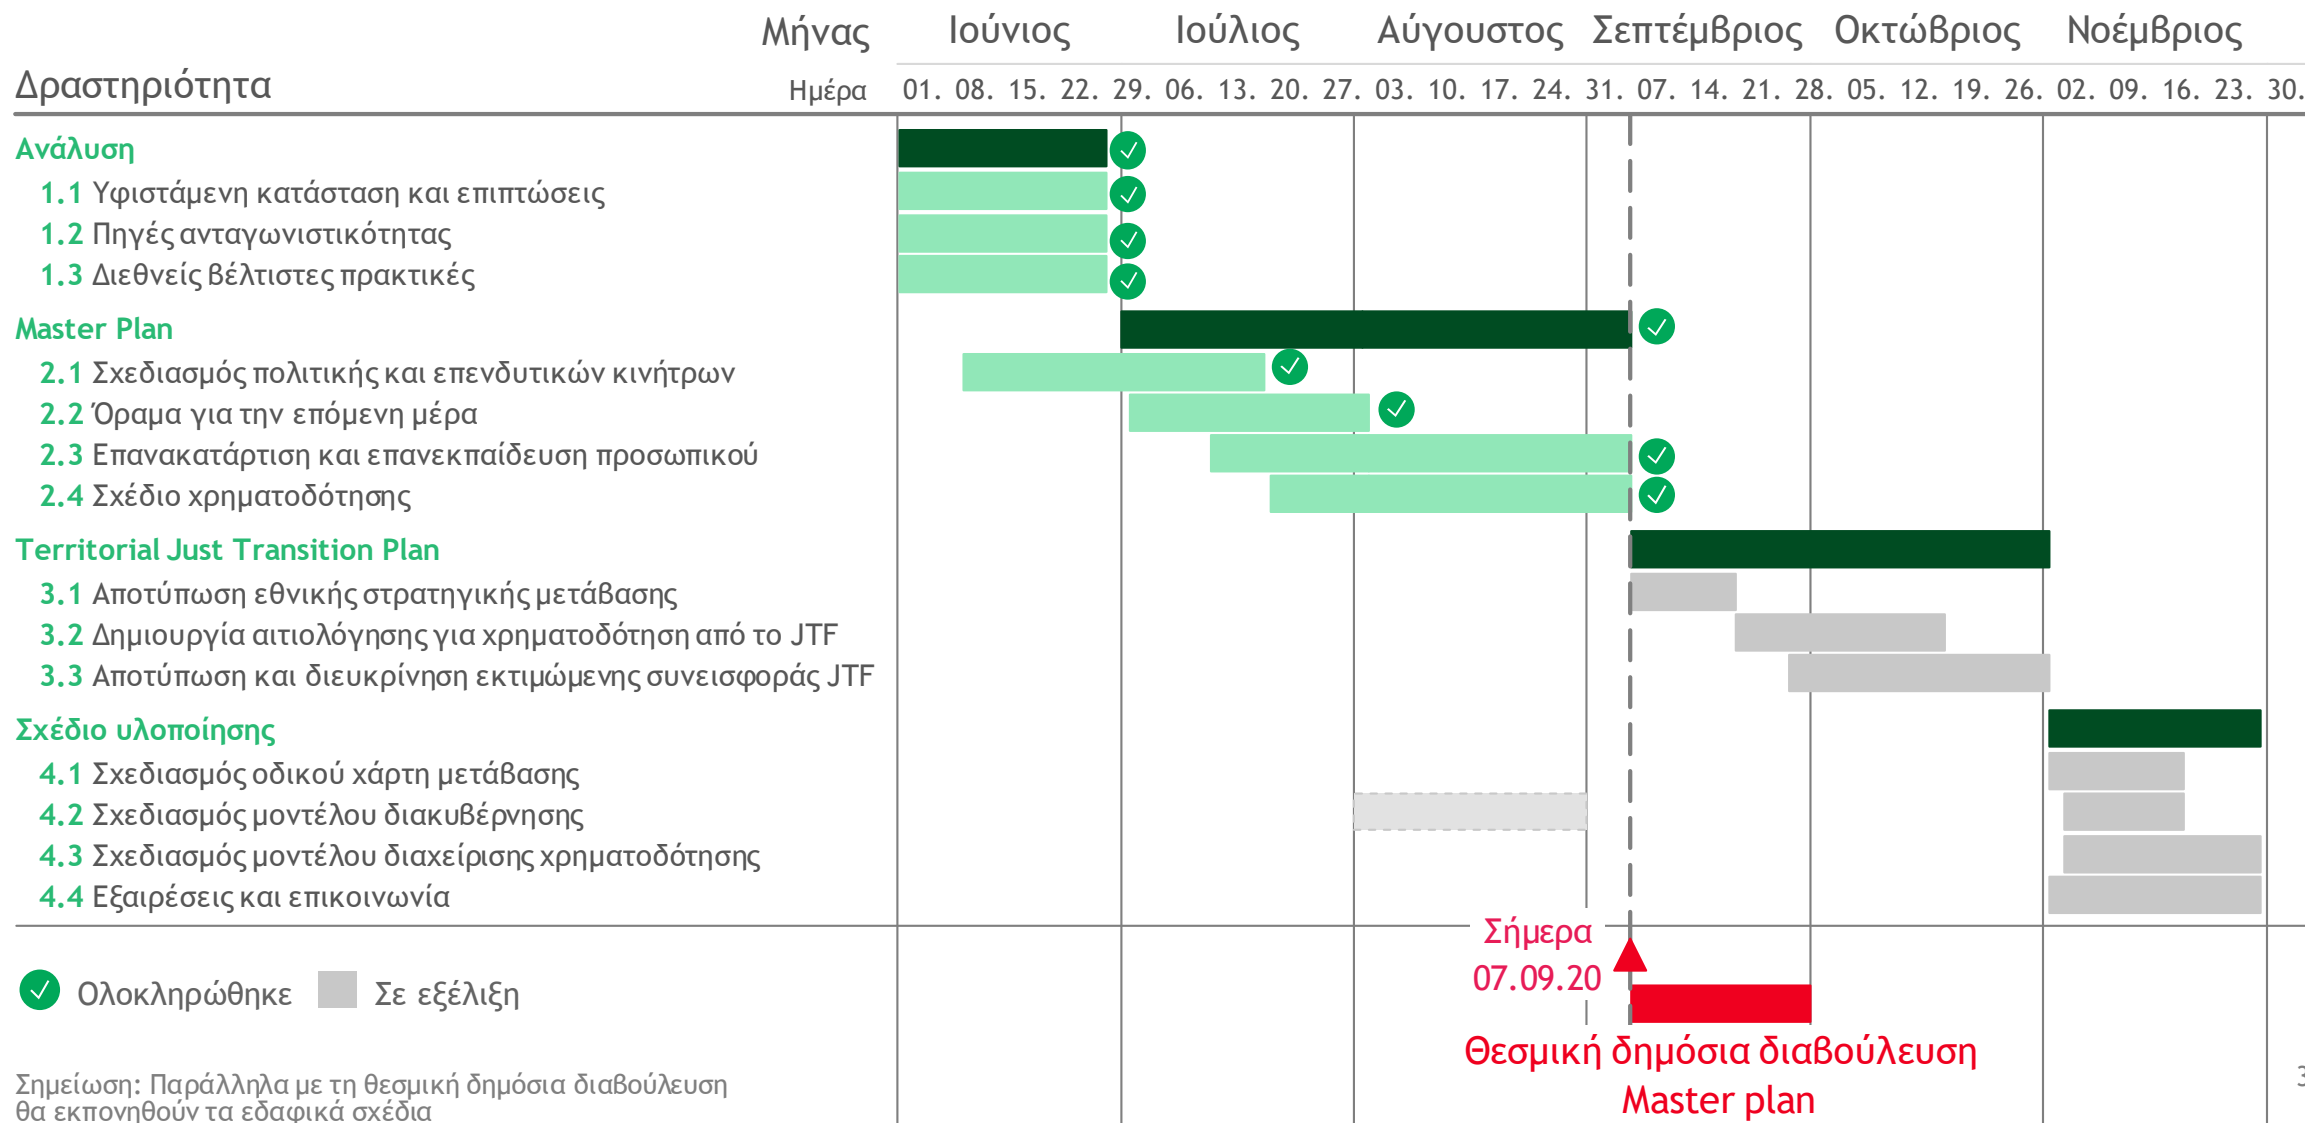 Μήνας Ιούνιος Ιούλιος Αύγουστος Σεπτέμβριος Οκτώβριος Νοέμβριος
Δραστηριότητα Ημέρα 01. 08. 15. 22. 29. 06. 13. 20. 27. 03. 10. 17. 24. 31. 07. 14. 21. 28. 05. 12. 19. 26. 02. 09. 16. 23. 30.
Ανάλυση
1.1 Υφιστάμενη κατάσταση και επιπτώσεις
1.2 Πηγές ανταγωνιστικότητας
1.3 Διεθνείς βέλτιστες πρακτικές
Master Plan
2.1 Σχεδιασμός πολιτικής και επενδυτικών κινήτρων
2.2 Όραμα για την επόμενη μέρα
2.3 Επανακατάρτιση και επανεκπαίδευση προσωπικού
2.4 Σχέδιο χρηματοδότησης
Territorial Just Transition Plan
3.1 Αποτύπωση εθνικής στρατηγικής μετάβασης
3.2 Δημιουργία αιτιολόγησης για χρηματοδότηση από το JTF
3.3 Αποτύπωση και διευκρίνηση εκτιμώμενης συνεισφοράς JTF
Σχέδιο υλοποίησης
4.1 Σχεδιασμός οδικού χάρτη μετάβασης
4.2 Σχεδιασμός μοντέλου διακυβέρνησης
4.3 Σχεδιασμός μοντέλου διαχείρισης χρηματοδότησης
4.4 Εξαιρέσεις και επικοινωνία
Σήμερα
07.09.20
Ολοκληρώθηκε Σε εξέλιξη
Θεσμική δημόσια διαβούλευση
Master plan
Σημείωση: Παράλληλα με τη θεσμική δημόσια διαβούλευση
θα εκπονηθούν τα εδαφικά σχέδια
3